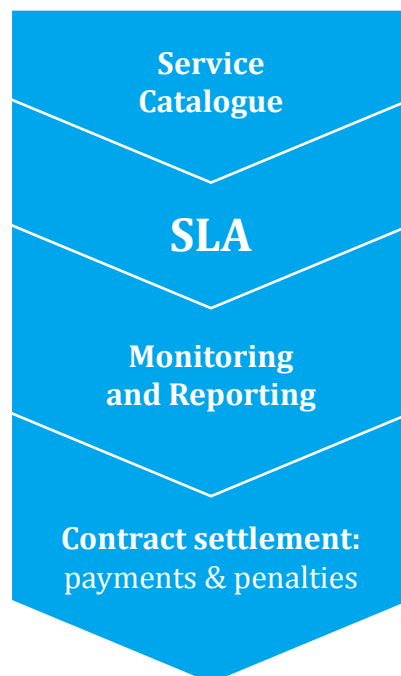 Service
Catalogue
SLA
Monitoring
and Reporting
Contract settlement:
payments & penalties